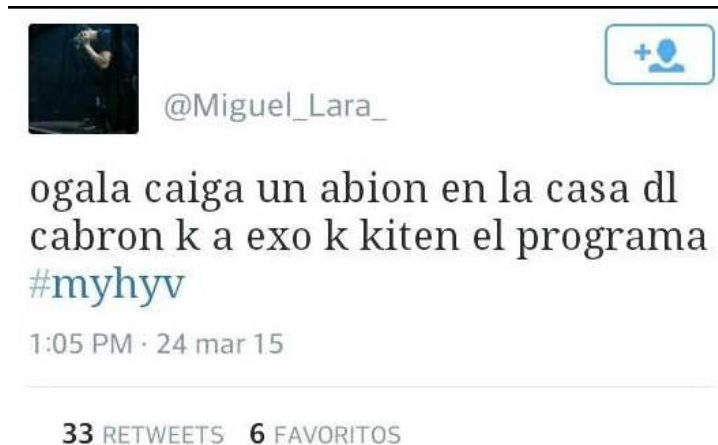 @Miguel_Lara_
ogala caiga un abion en la casa dl
cabron k a exo k kiten el programa
#myhyv
1:05 PM · 24 mar 15
33 RETWEETS 6 FAVORITOS